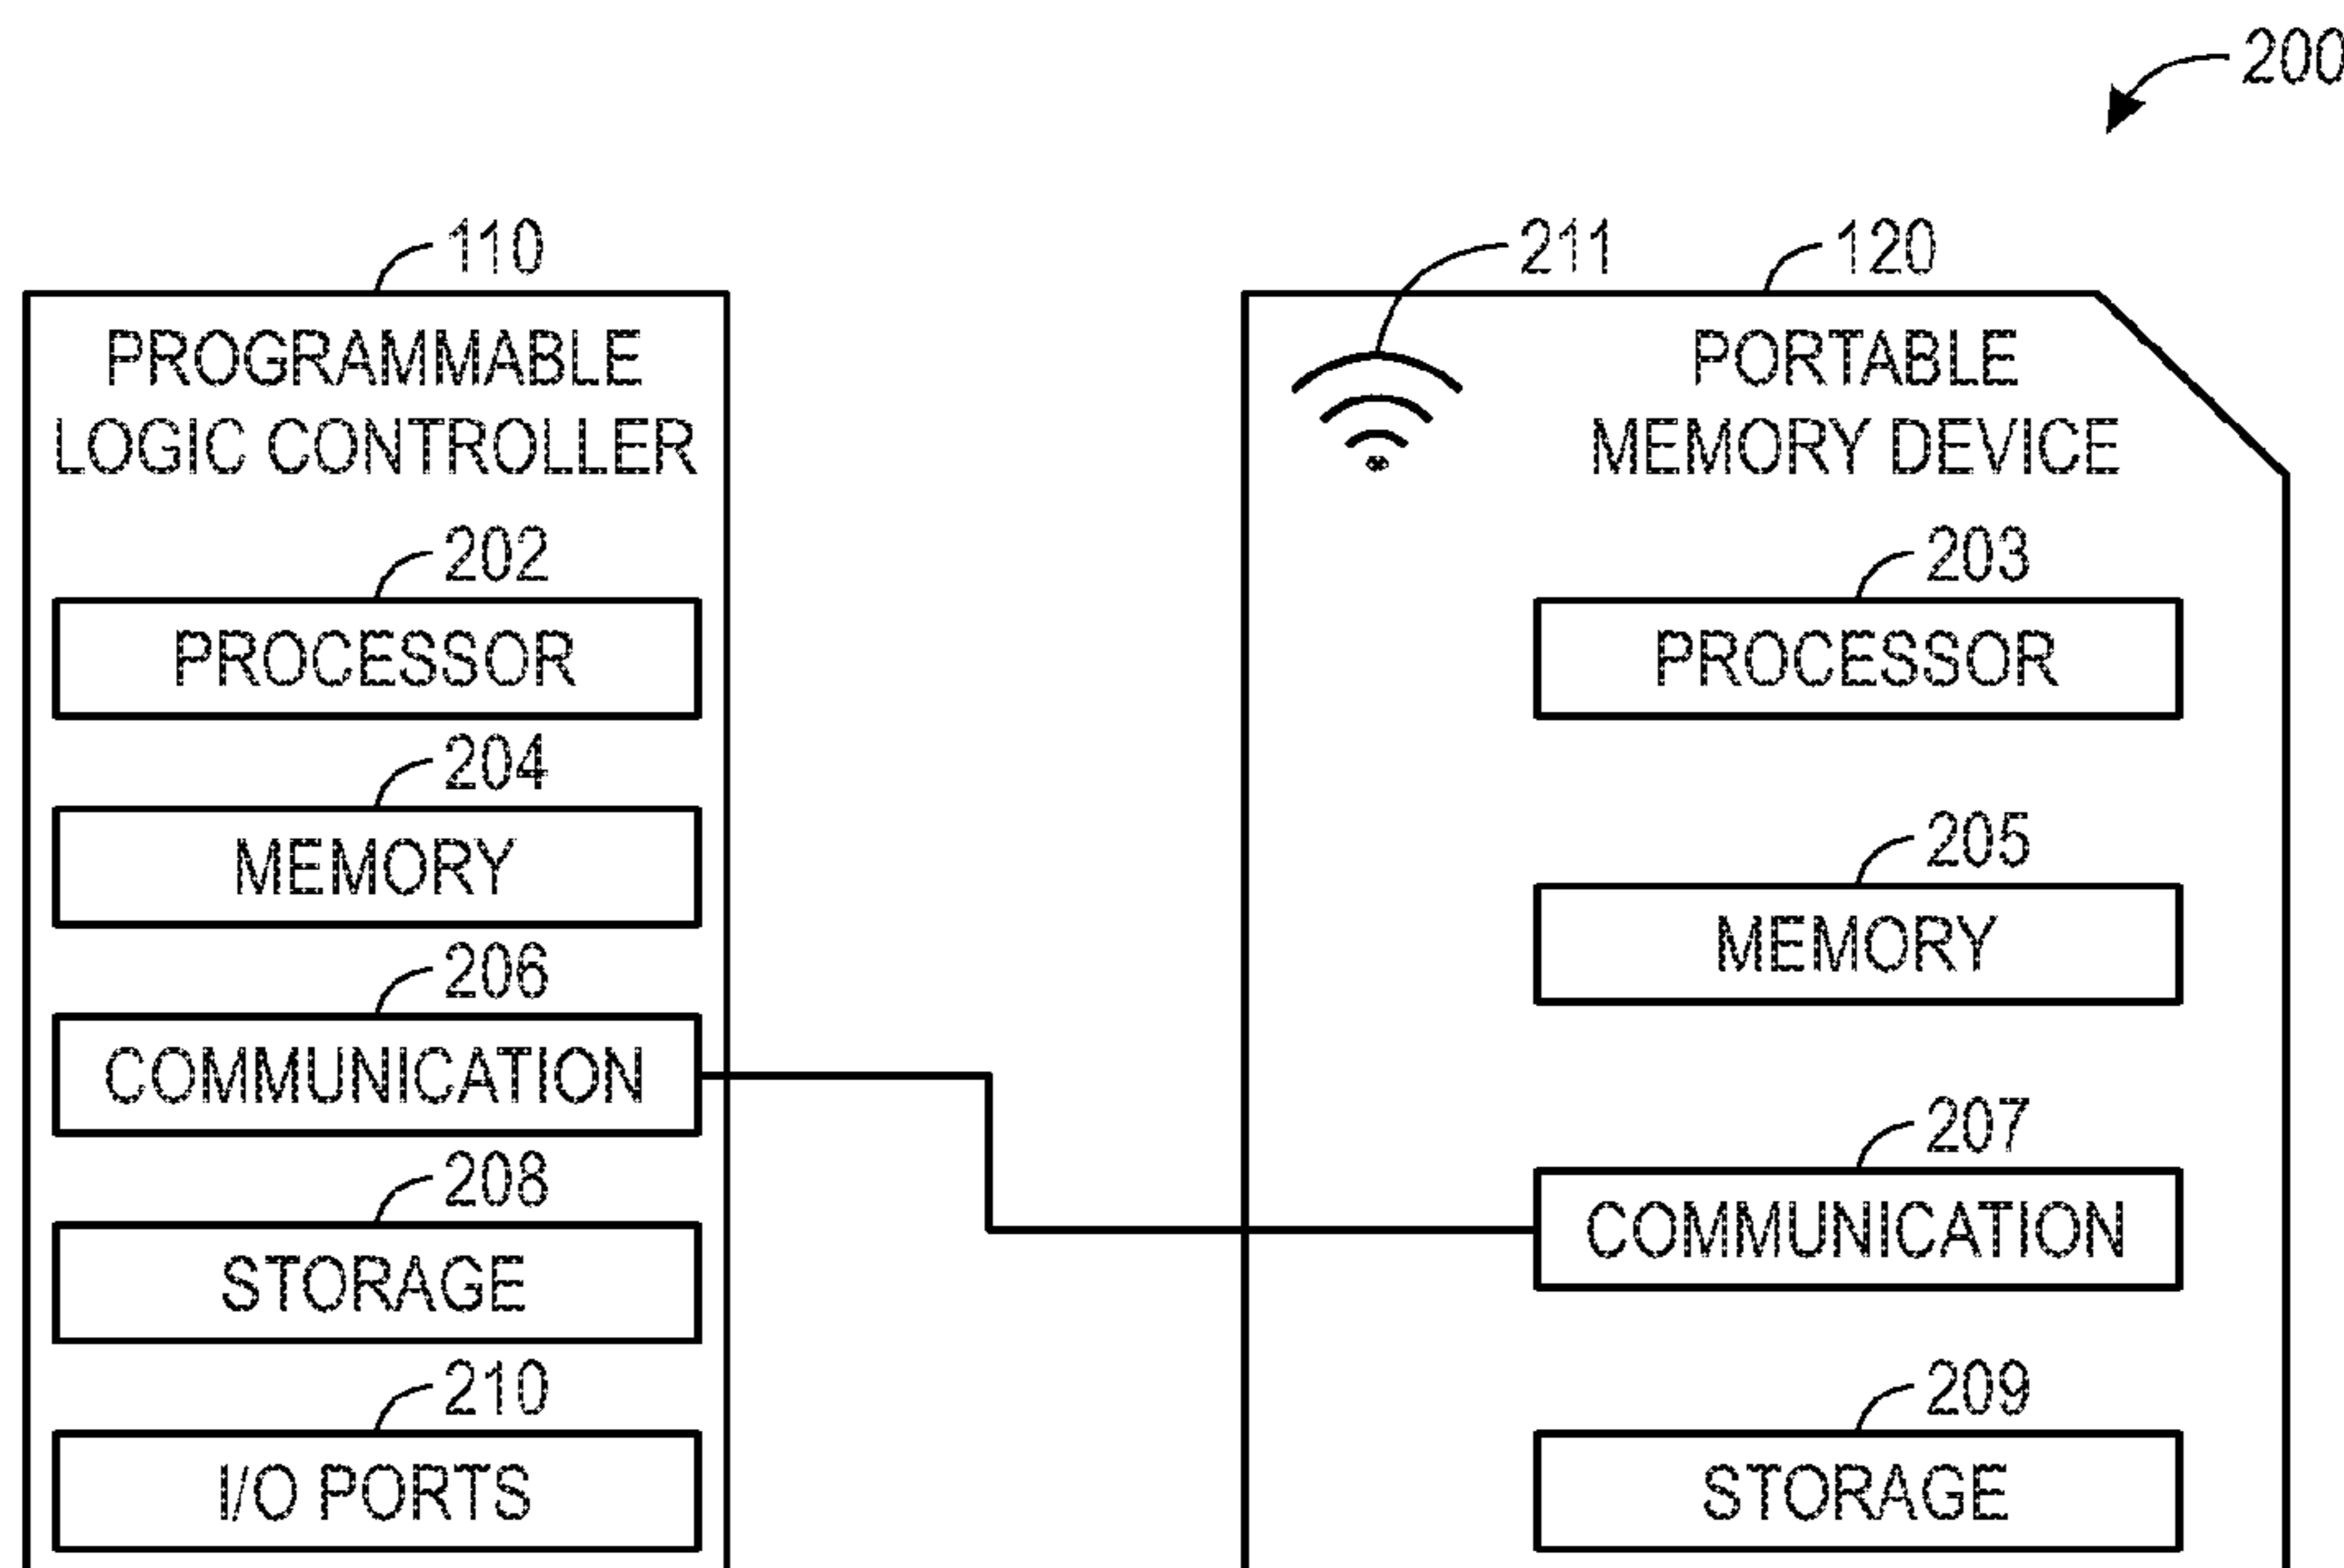 200
110
PROGRAMMABLE
LOGIC CONTROLLER
202
PROCESSOR
204
MEMORY
206
COMMUNICATION
208
STORAGE
210
I/O PORTS
211
120
PORTABLE
MEMORY DEVICE
203
PROCESSOR
205
MEMORY
207
COMMUNICATION
209
STORAGE